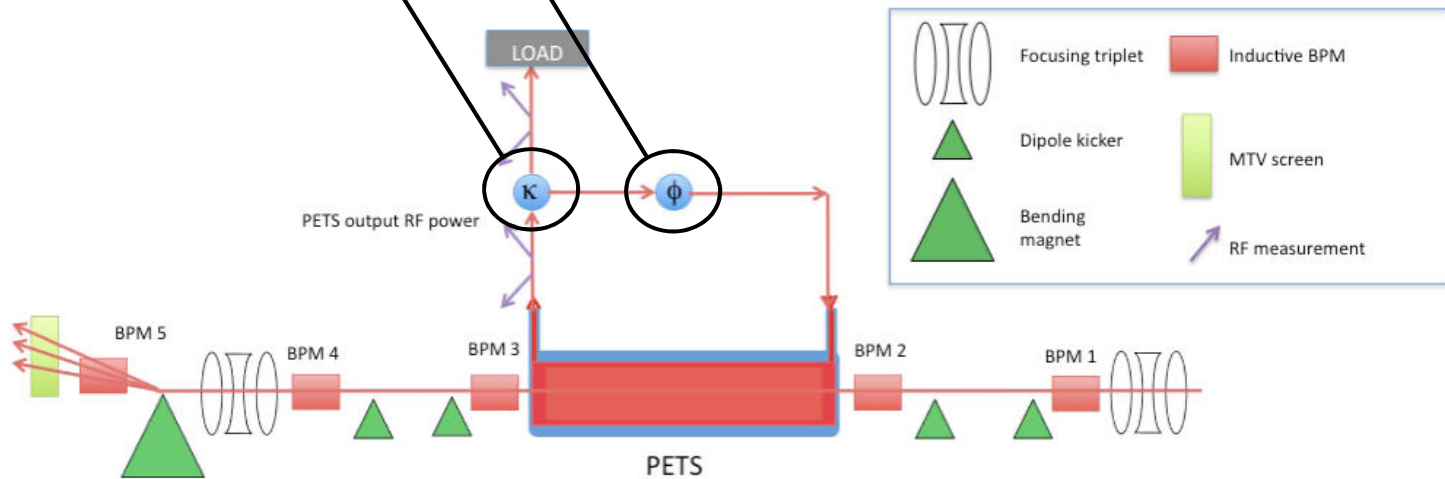 LOAD
Focusing triplet
Inductive BPM
Dipole kicker
MTV screen
Bending
magnet
RF measurement
κ
ϕ
PETS output RF power
BPM 5
BPM 4
BPM 3
BPM 2
BPM 1
PETS